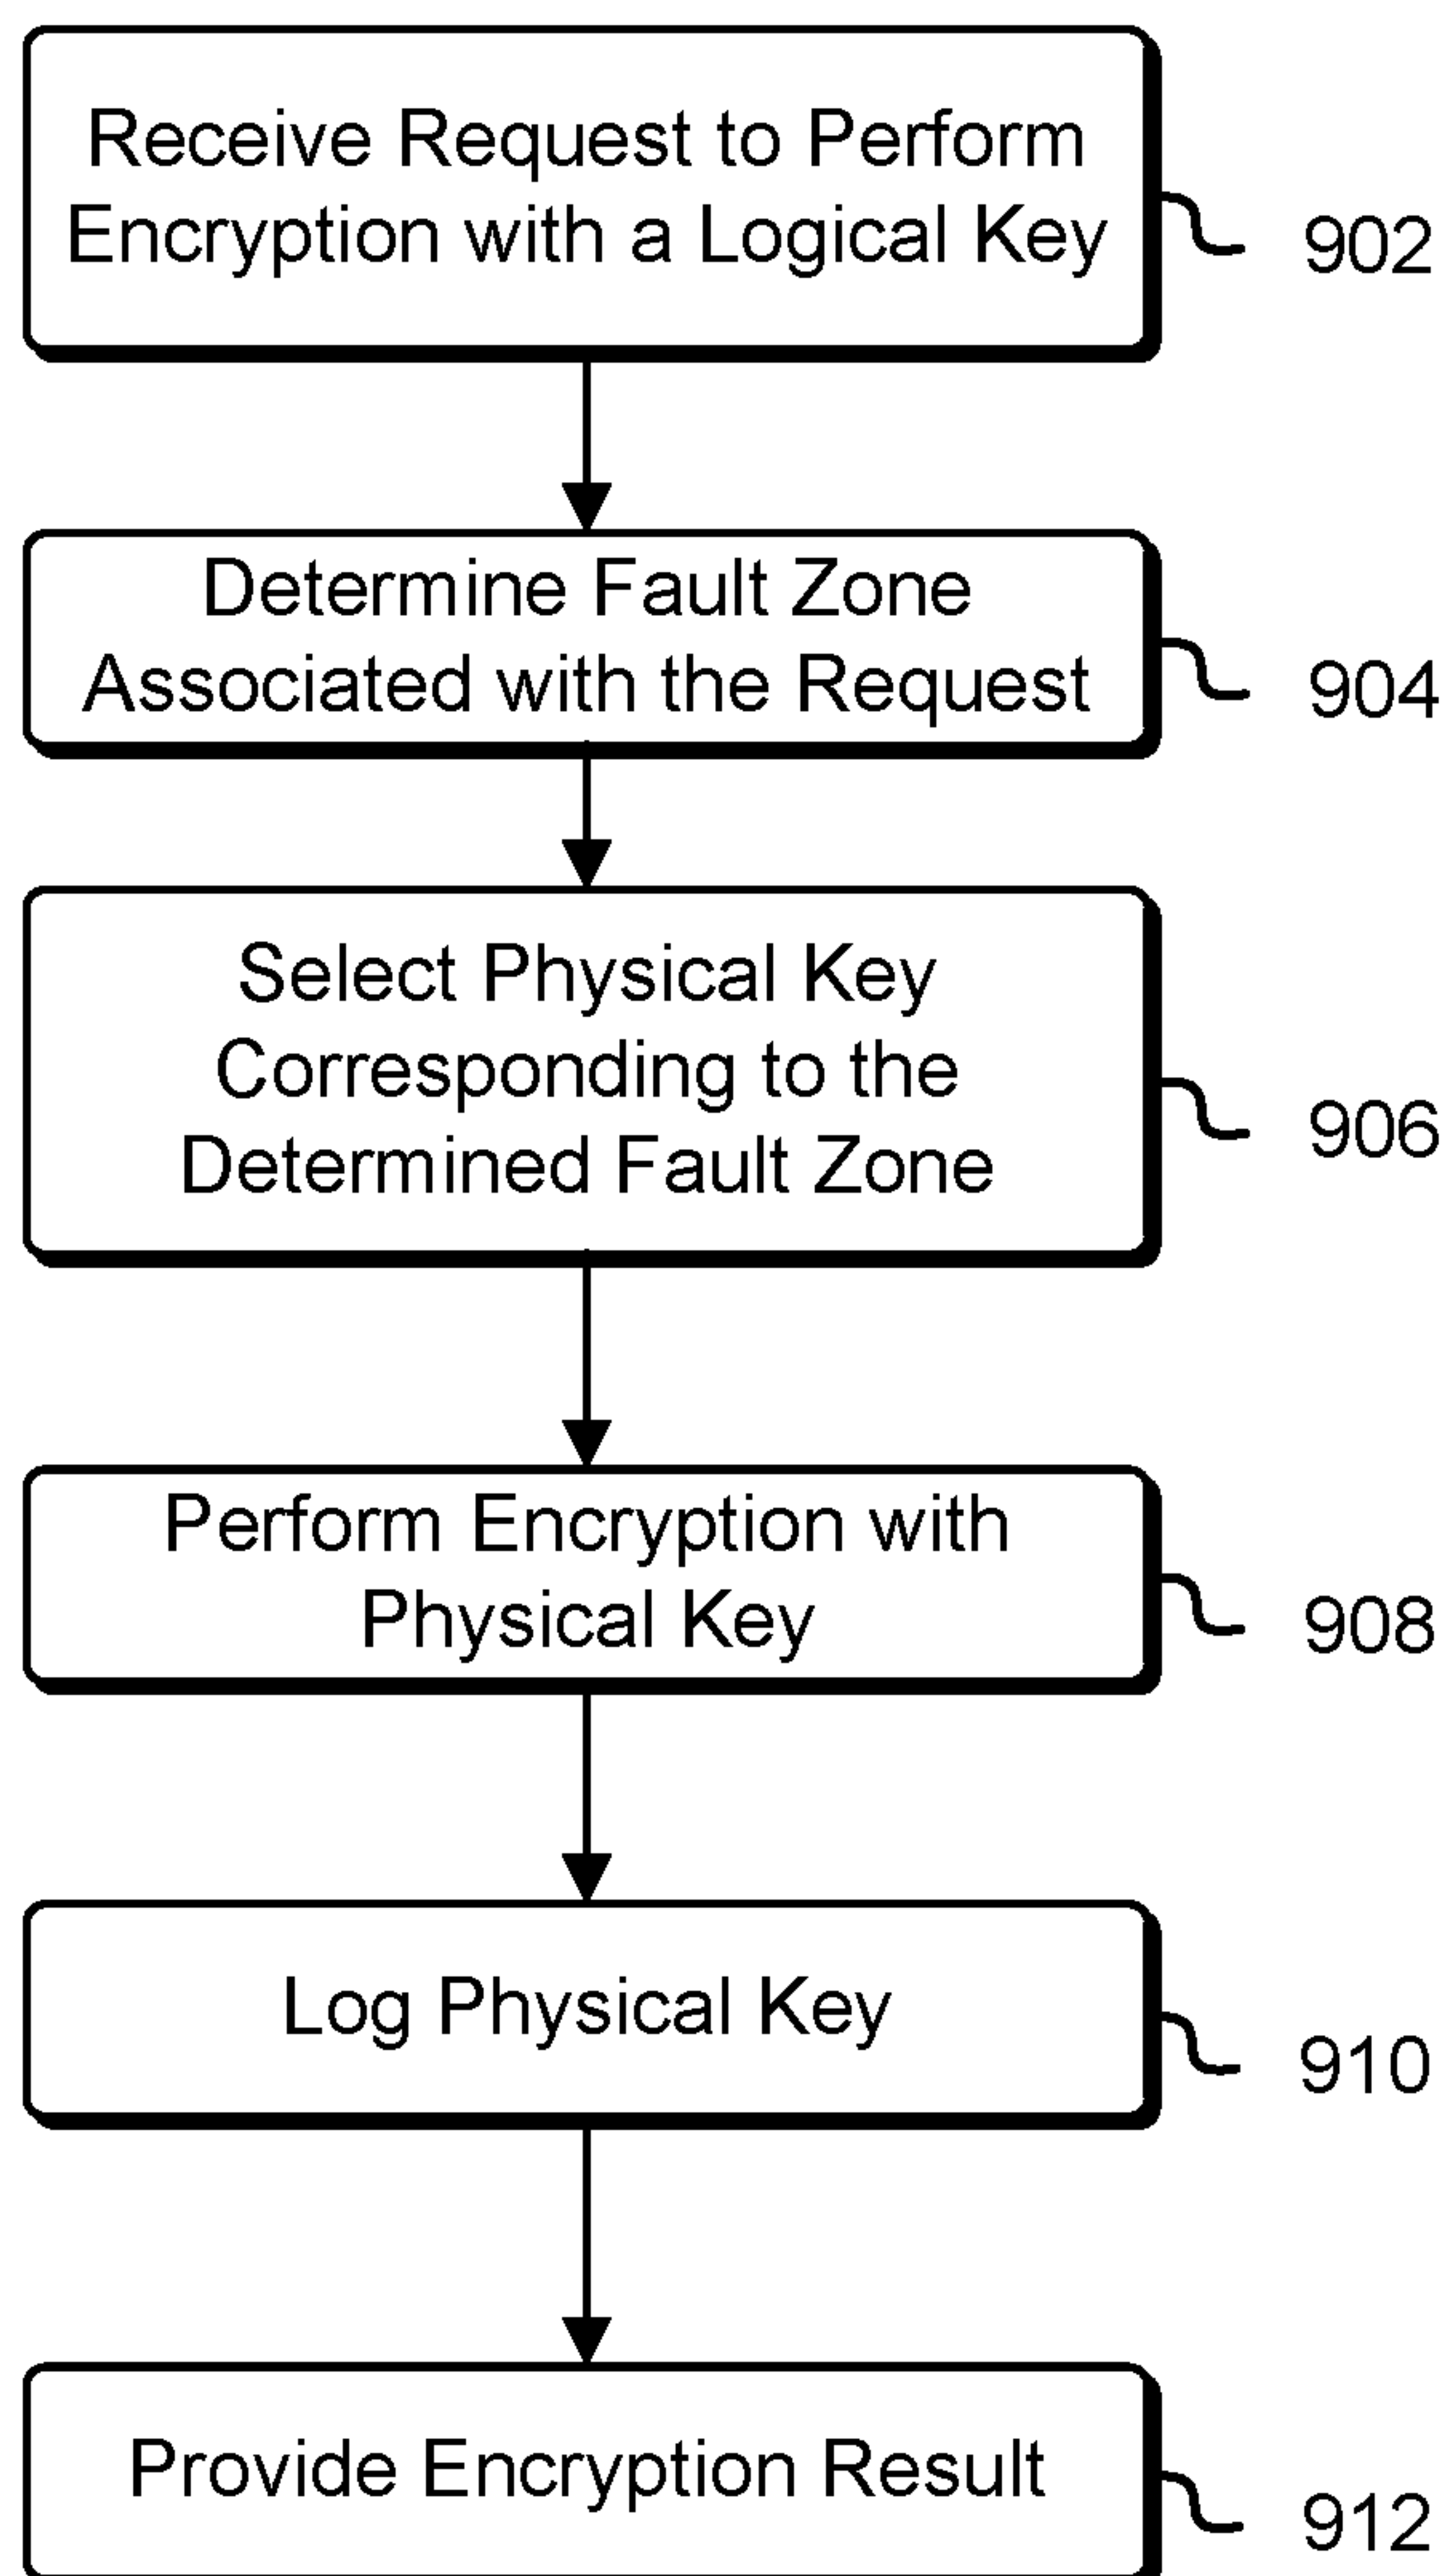 Receive Request to Perform
Encryption with a Logical Key
902
Determine Fault Zone
Associated with the Request
904
Select Physical Key
Corresponding to the
Determined Fault Zone
906
Perform Encryption with
Physical Key
908
Log Physical Key
910
Provide Encryption Result
912